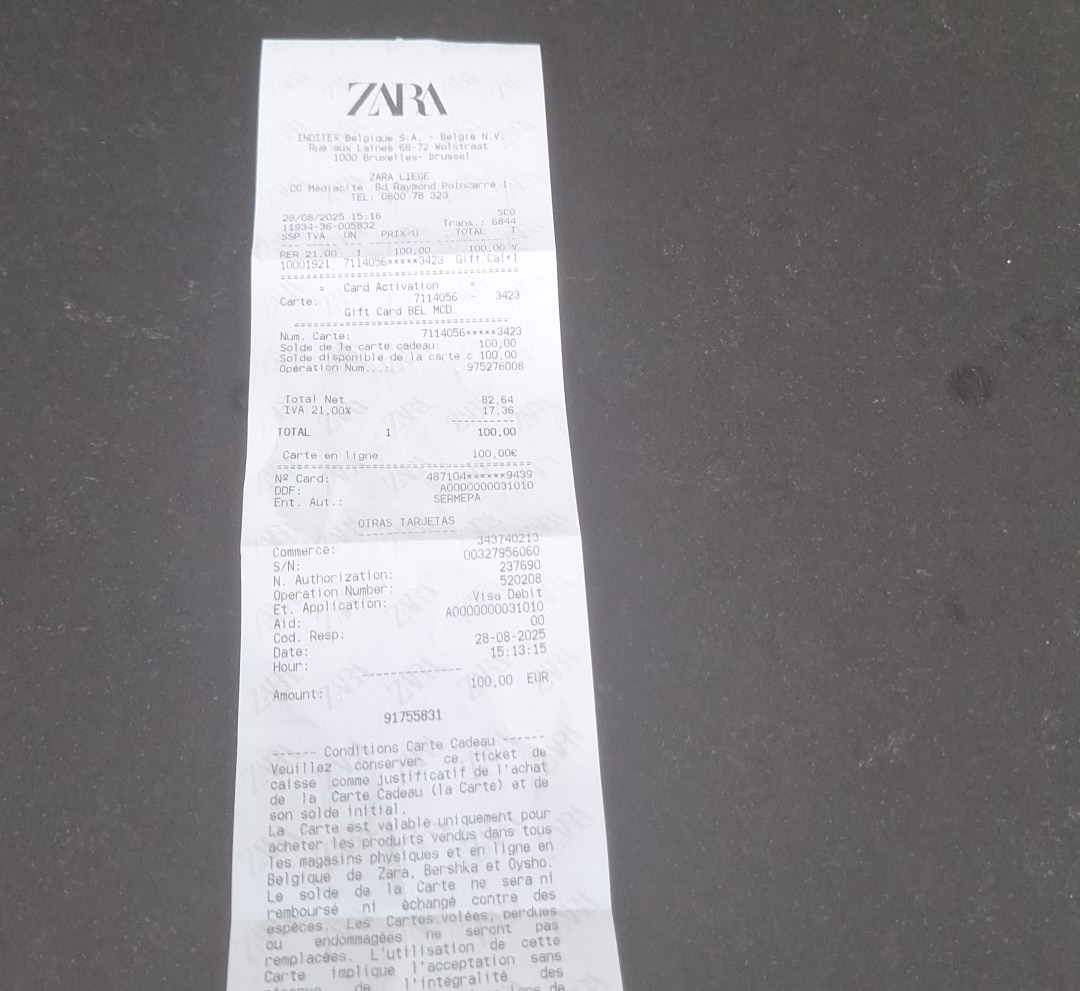 ZARA
INDITEX Belgique S.A. - Belgie N.V.
Rue aux Laines 68-72 Wolstraat
1000 Bruxelles- Brussel
ZARA LIEGE
CC Médiacité Bd Raymond Poincarré 1
TEL: 0800 78 323
SCO
28/08/2025 15:16 Trans.: 6844
11934-36-005832
SSP TVA UN PRIX/U TOTAL T
RER 21,00 1 100,00 100,00 V
10001921 7114056*****3423 Gift Ca(*)
= Card Activation =
Carte: 7114056 - 3423
Gift Card BEL MCD
Num. Carte: 7114056*****3423
Solde de la carte cadeau: 100,00
Solde disponible de la carte c 100,00
Opération Num...: 975276008
Total Net 82,64
IVA 21,00% 17,36
TOTAL 1 100,00
Carte en ligne 100,00€
Nº Card: 487104******9439
DDF: A0000000031010
Ent. Aut.: SERMEPA
OTRAS TARJETAS
Commerce: 343740213
S/N: 00327956060
N. Authorization: 237690
Operation Number: 520208
Et. Application: Visa Debit
Aid: A0000000031010
Cod. Resp: 00
Date: 28-08-2025
Hour: 15:13:15
Amount: 100,00 EUR
91755831
------ Conditions Carte Cadeau ------
Veuillez conserver ce ticket de
caisse comme justificatif de l'achat
de la Carte Cadeau (la Carte) et de
son solde initial.
La Carte est valable uniquement pour
acheter les produits vendus dans tous
les magasins physiques et en ligne en
Belgique de Zara, Bershka et Oysho.
Le solde de la Carte ne sera ni
remboursé ni échangé contre des
espèces. Les Cartes volées, perdues
ou endommagées ne seront pas
remplacées. L'utilisation de cette
Carte implique l'acceptation sans
réserve de l'intégralité des